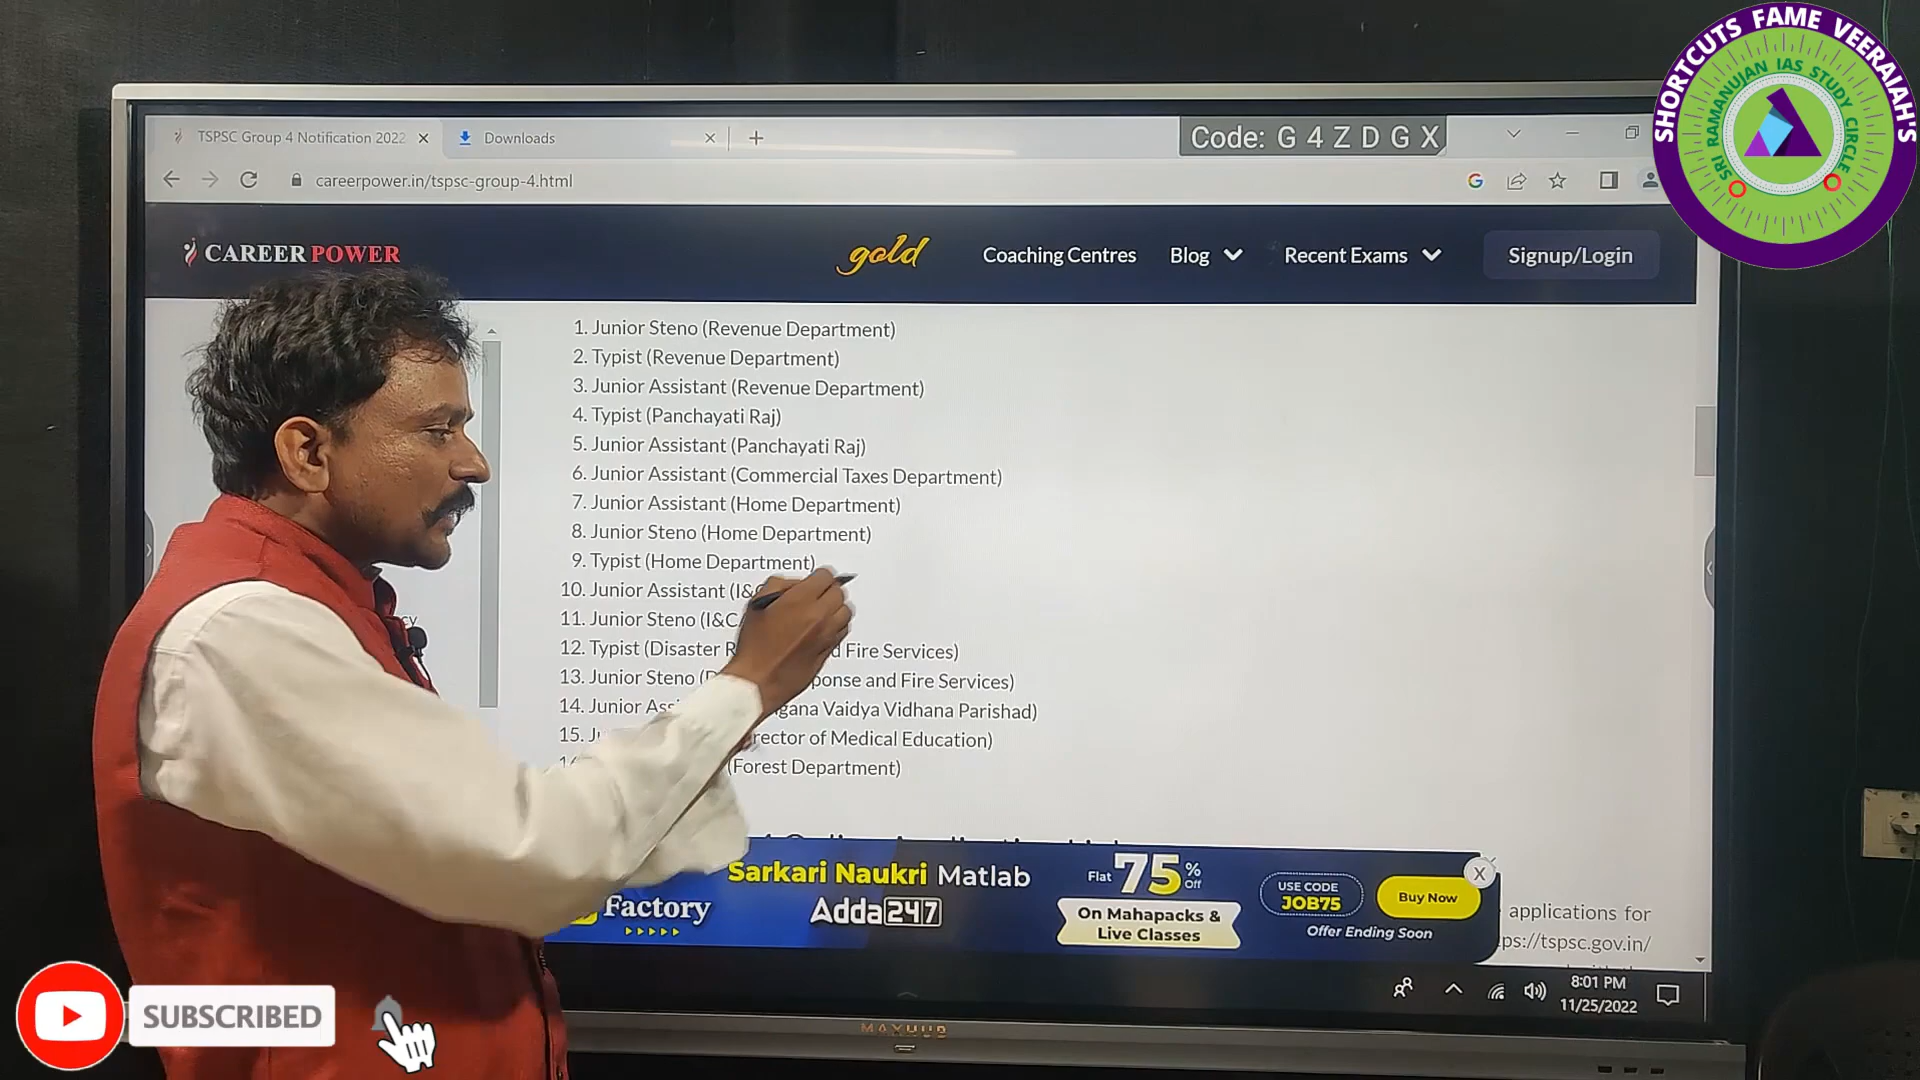 SHORTCUTS FAME VEERAIAH'S
SRI RAMANUJAN IAS STUDY CIRCLE
TSPSC Group 4 Notification 2022
Downloads
Code: G 4 Z D G X
careerpower.in/tspsc-group-4.html
CAREER POWER
gold
Coaching Centres
Blog
Recent Exams
Signup/Login
1. Junior Steno (Revenue Department)
2. Typist (Revenue Department)
3. Junior Assistant (Revenue Department)
4. Typist (Panchayati Raj)
5. Junior Assistant (Panchayati Raj)
6. Junior Assistant (Commercial Taxes Department)
7. Junior Assistant (Home Department)
8. Junior Steno (Home Department)
9. Typist (Home Department)
10. Junior Assistant (I&C
11. Junior Steno (I&C
12. Typist (Disaster Fire Services)
13. Junior Steno and Fire Services)
14. Junior Vaidya Vidhana Parishad)
15. of Medical Education)
(Forest Department)
Sarkari Naukri Matlab
Factory
Adda247
Flat 75% Off
On Mahapacks &
Live Classes
USE CODE
JOB75
Buy Now
X
Offer Ending Soon
applications for
tspsc.gov.in/
8:01 PM
11/25/2022
MAXHUB
SUBSCRIBED